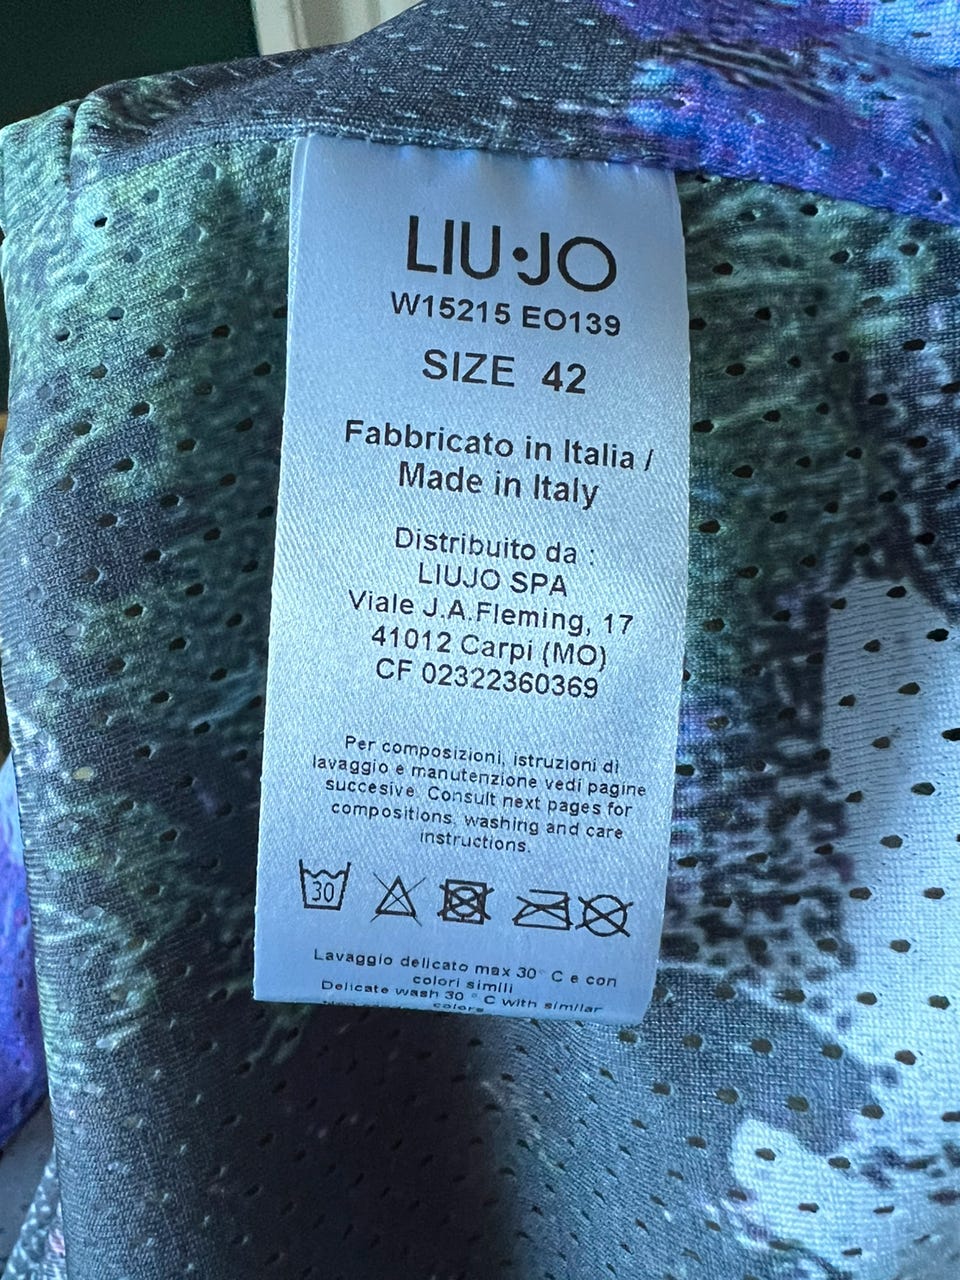 LIU·JO
W15215 EO139
SIZE 42
Fabbricato in Italia /
Made in Italy
Distribuito da :
LIUJO SPA
Viale J.A.Fleming, 17
41012 Carpi (MO)
CF 02322360369
Per composizioni, istruzioni di
lavaggio e manutenzione vedi pagine
succesive. Consult next pages for
compositions, washing and care
instructions.
30
Lavaggio delicato max 30° C e con
colori simili
Delicate wash 30 ° C with similar
colors